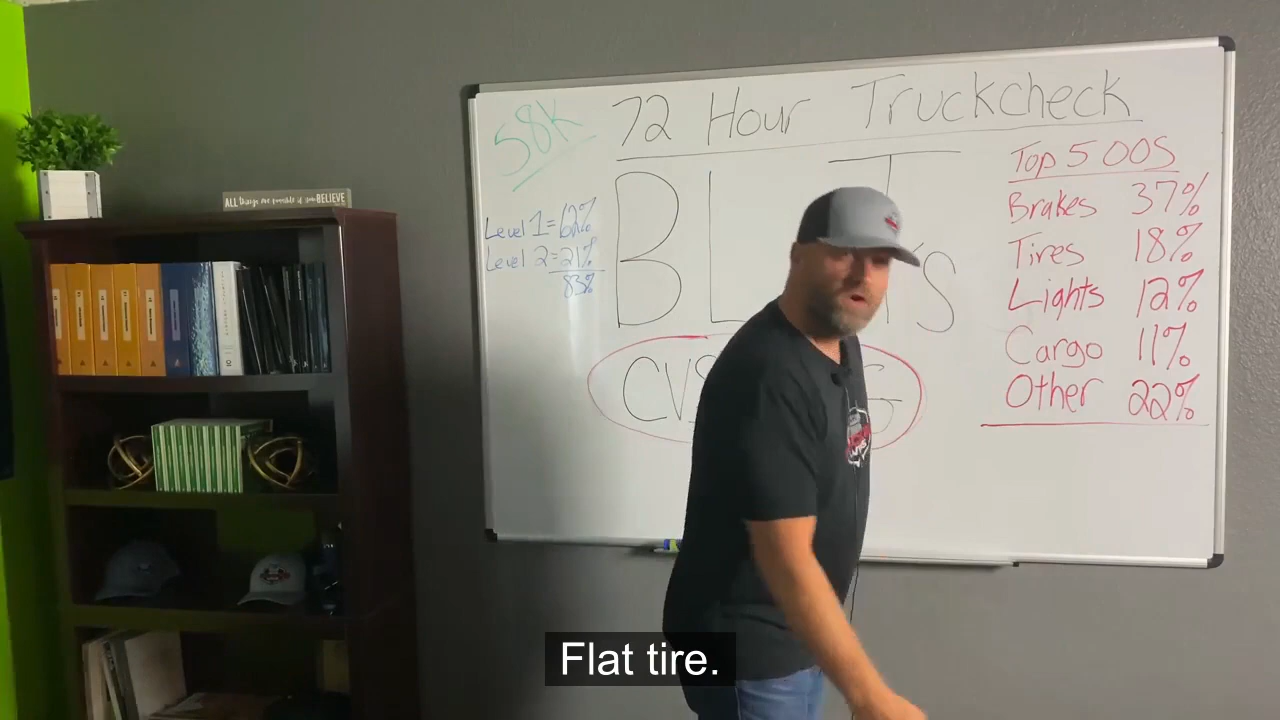 58K
72 Hour Truckcheck
Top 5 OOS
BL T's
Brakes 37%
Tires 18%
Lights 12%
Cargo 11%
Other 22%
Level 1 = 62%
Level 2 = 21%
83%
CVS G
ALL things are possible if you BELIEVE
Flat tire.